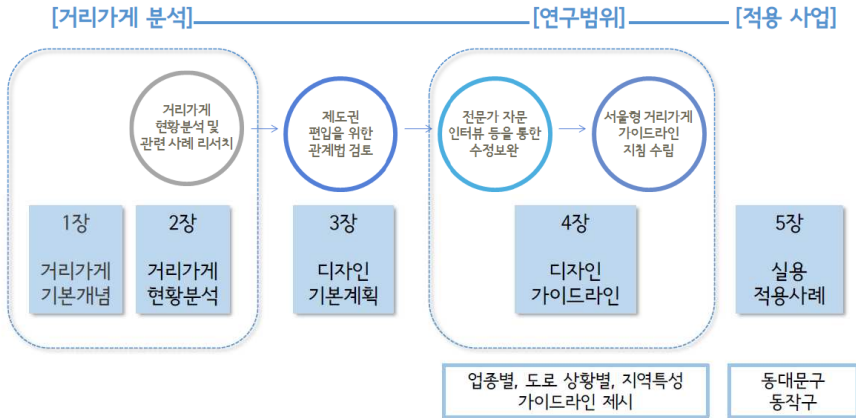 [거리가게 분석]
[연구범위]
[적용 사업]
거리가게
현황분석 및
관련 사례 리서치
제도권
편입을 위한
관계법 검토
전문가 자문
인터뷰 등을 통한
수정보완
서울형 거리가게
가이드라인
지침 수립
1장
거리가게
기본개념
2장
거리가게
현황분석
3장
디자인
기본계획
4장
디자인
가이드라인
5장
실용
적용사례
업종별, 도로 상황별, 지역특성
가이드라인 제시
동대문구
동작구